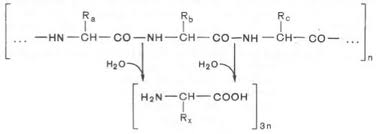 Ra Rb Rc
... —HN—CH—CO—NH—CH—CO—NH—CH—CO— ...
n
H₂O H₂O
H₂N—CH—COOH
Rx
3n